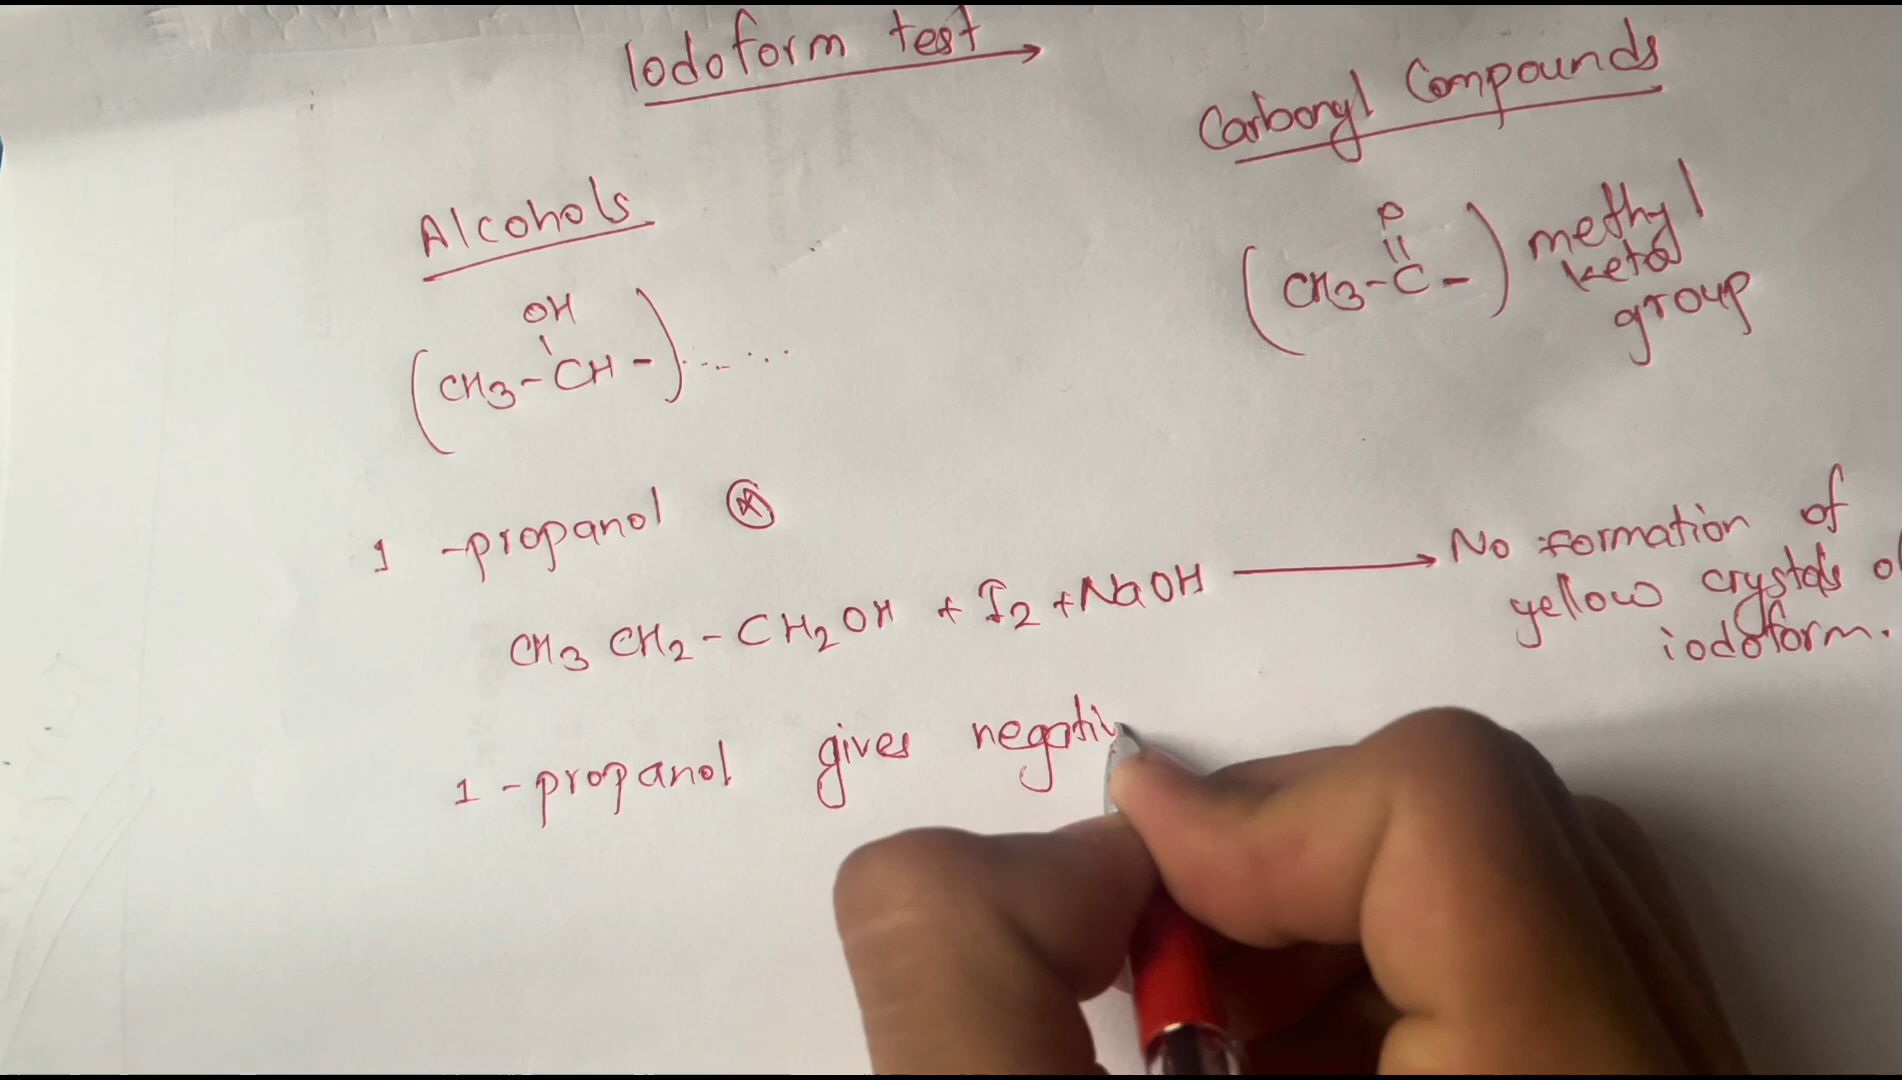 Iodoform test
Carbonyl Compounds
Alcohols
O
(CH3-C-) methyl
keto
group
OH
(CH3-CH-)......
1 -propanol ⓧ
CH3 CH2-CH2OH + I2 +NaOH → No formation of
yellow crystals of
iodoform.
1-propanol gives negativ